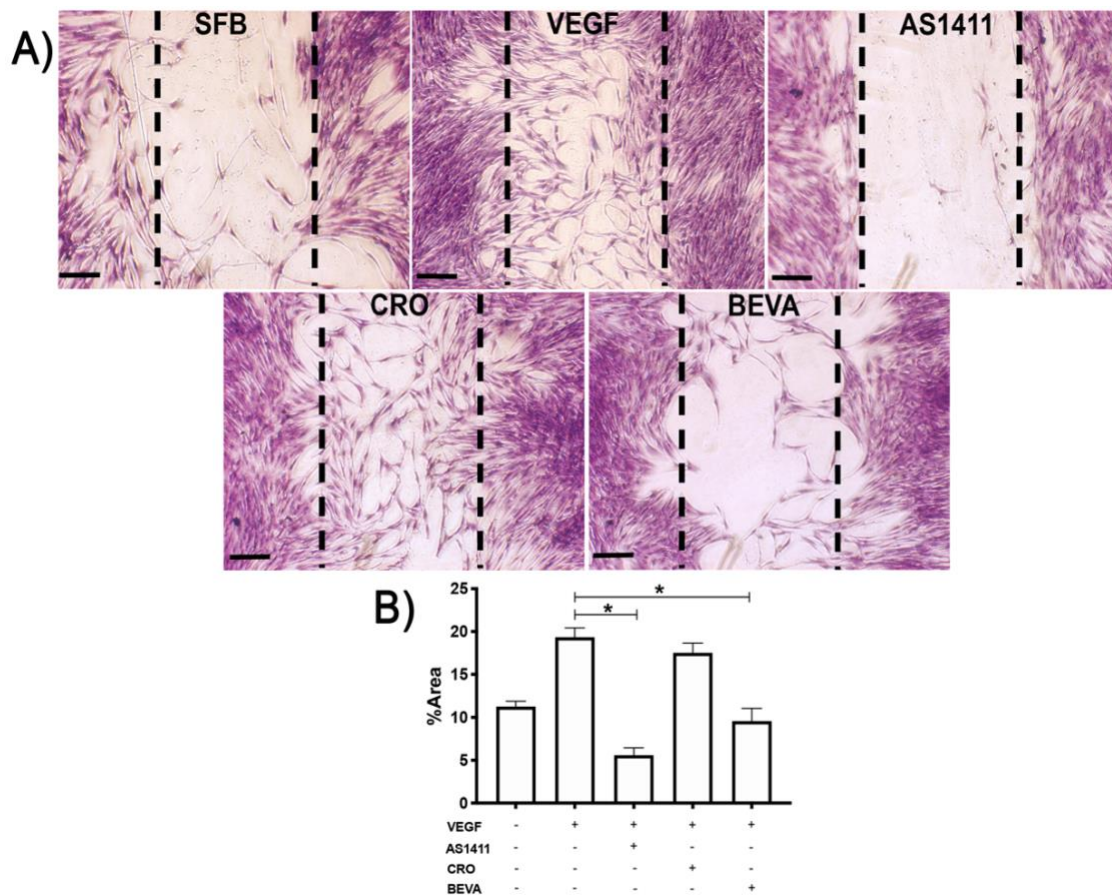 A)
SFB
VEGF
AS1411
CRO
BEVA
B)
25
20
15
10
5
0
%Area
*
*
VEGF - + + + +
AS1411 - - + - -
CRO - - - + -
BEVA - - - - +